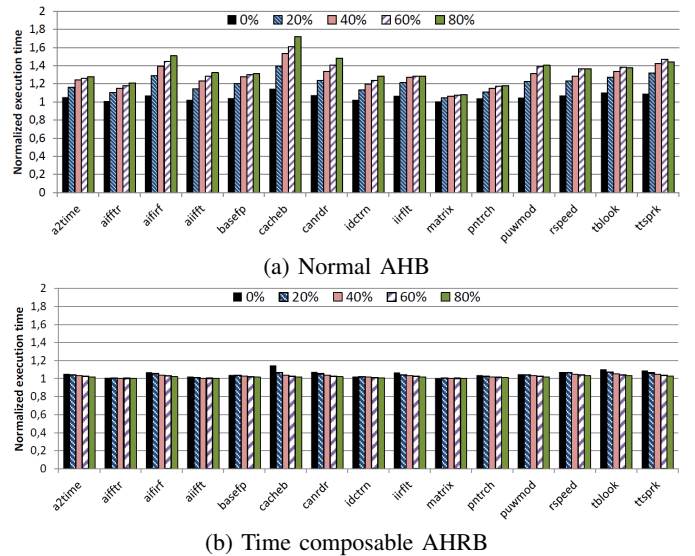 Normalized execution time
0% 20% 40% 60% 80%
2
1,8
1,6
1,4
1,2
1
0,8
0,6
0,4
0,2
0
a2time aifftr aifirf aiifft basefp cacheb canrdr idctrn iirflt matrix pntrch puwmod rspeed tblook ttsprk
(a) Normal AHB
Normalized execution time
0% 20% 40% 60% 80%
2
1,8
1,6
1,4
1,2
1
0,8
0,6
0,4
0,2
0
a2time aifftr aifirf aiifft basefp cacheb canrdr idctrn iirflt matrix pntrch puwmod rspeed tblook ttsprk
(b) Time composable AHRB